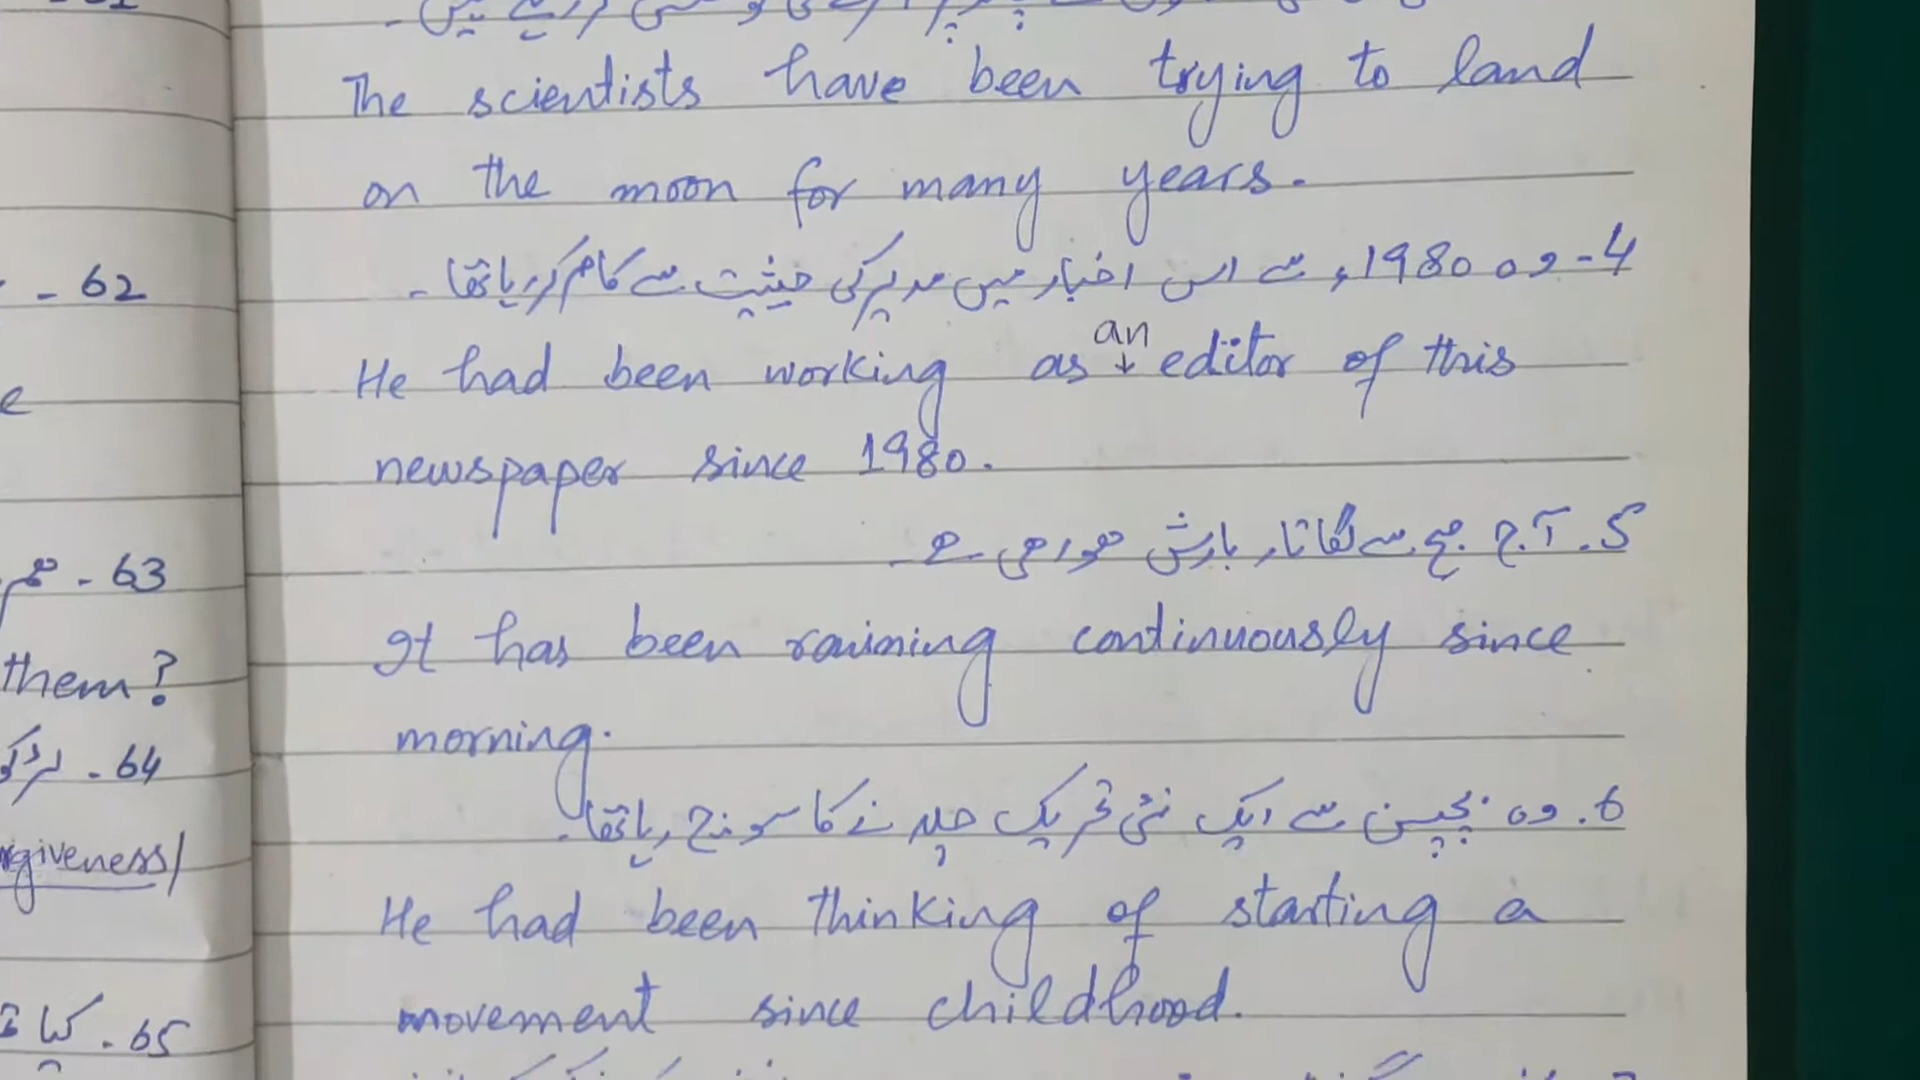 The scientists have been trying to land
on the moon for many years.
4- وہ 1980ء سے اس اخبار میں مدیر کی حیثیت سے کام کر رہا تھا۔
an
He had been working as ↓ editor of this
newspaper since 1980.
5. آج صبح سے لگاتار بارش ہو رہی ہے۔
It has been raining continuously since
morning.
6. وہ بچپن سے ایک نئی تحریک چلانے کا سونچ رہا تھا۔
He had been thinking of starting a
movement since childhood.
- 62
e
- 63
them?
- 64
rgiveness/
- 65